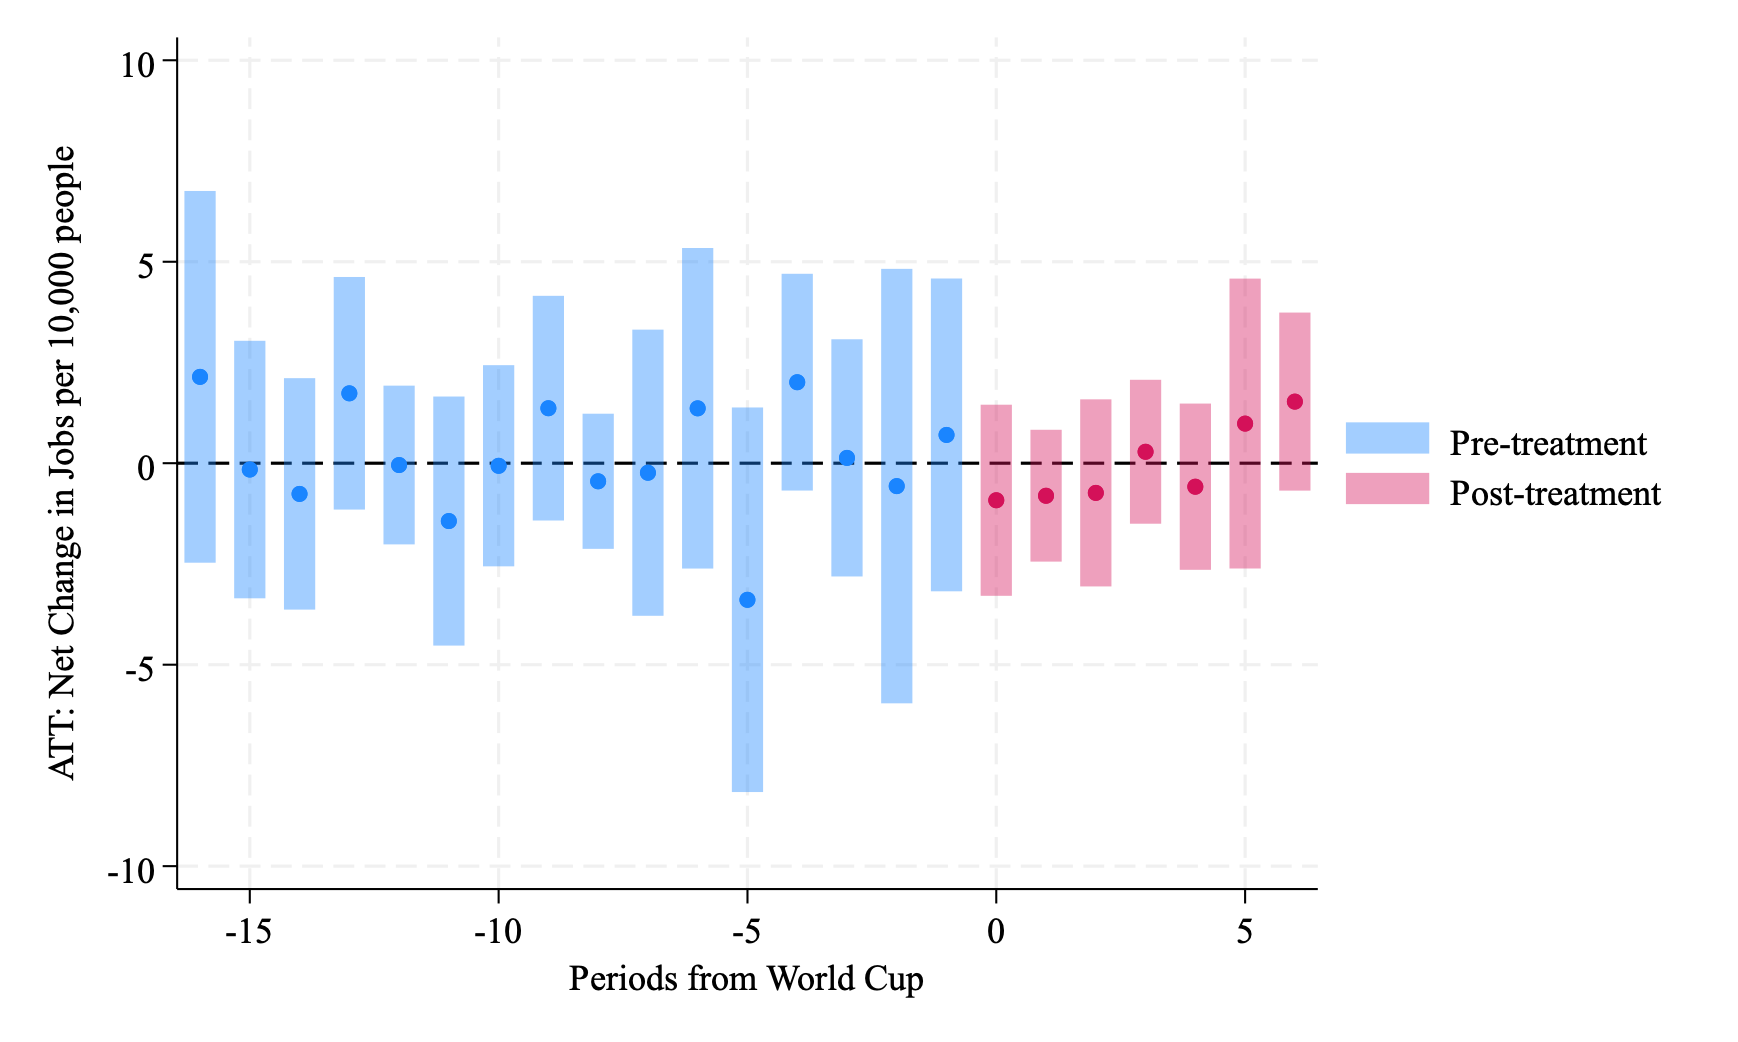 ATT: Net Change in Jobs per 10,000 people
10
5
0
-5
-10
-15
-10
-5
0
5
Periods from World Cup
Pre-treatment
Post-treatment